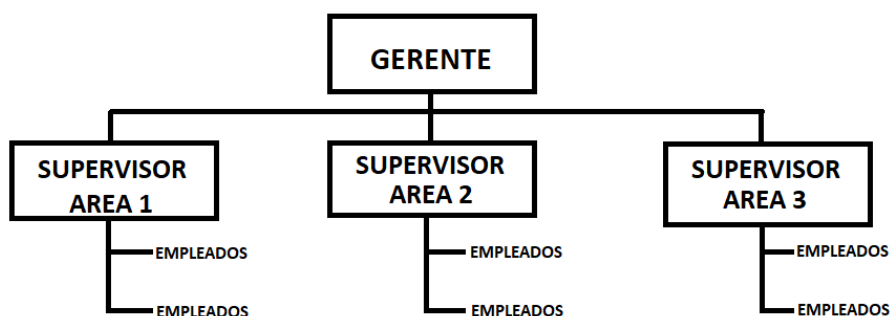 GERENTE
SUPERVISOR
AREA 1
SUPERVISOR
AREA 2
SUPERVISOR
AREA 3
EMPLEADOS
EMPLEADOS
EMPLEADOS
EMPLEADOS
EMPLEADOS
EMPLEADOS